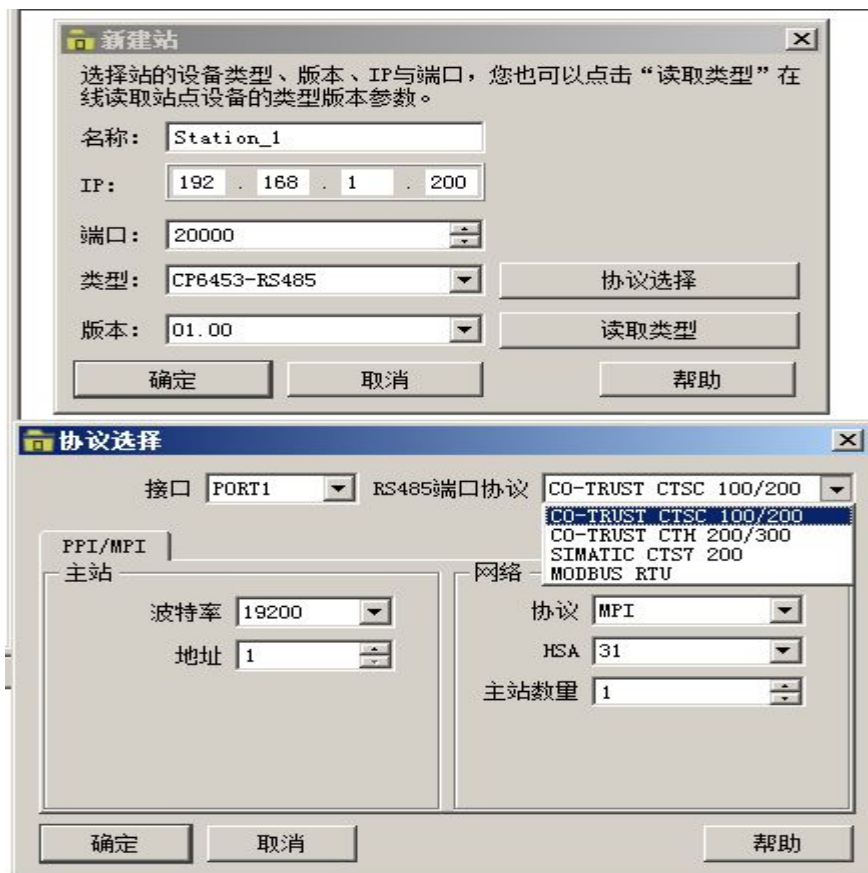 新建站
选择站的设备类型、版本、IP与端口，您也可以点击“读取类型”在
线读取站点设备的类型版本参数。
名称： Station_1
IP： 192 . 168 . 1 . 200
端口： 20000
类型： CP6453-RS485 协议选择
版本： 01.00 读取类型
确定 取消 帮助
协议选择
接口 PORT1 RS485端口协议 CO-TRUST CTSC 100/200
CO-TRUST CTSC 100/200
CO-TRUST CTH 200/300
SIMATIC CTS7 200
MODBUS RTU
PPI/MPI
主站 网络
波特率 19200 协议 MPI
地址 1 HSA 31
主站数量 1
确定 取消 帮助